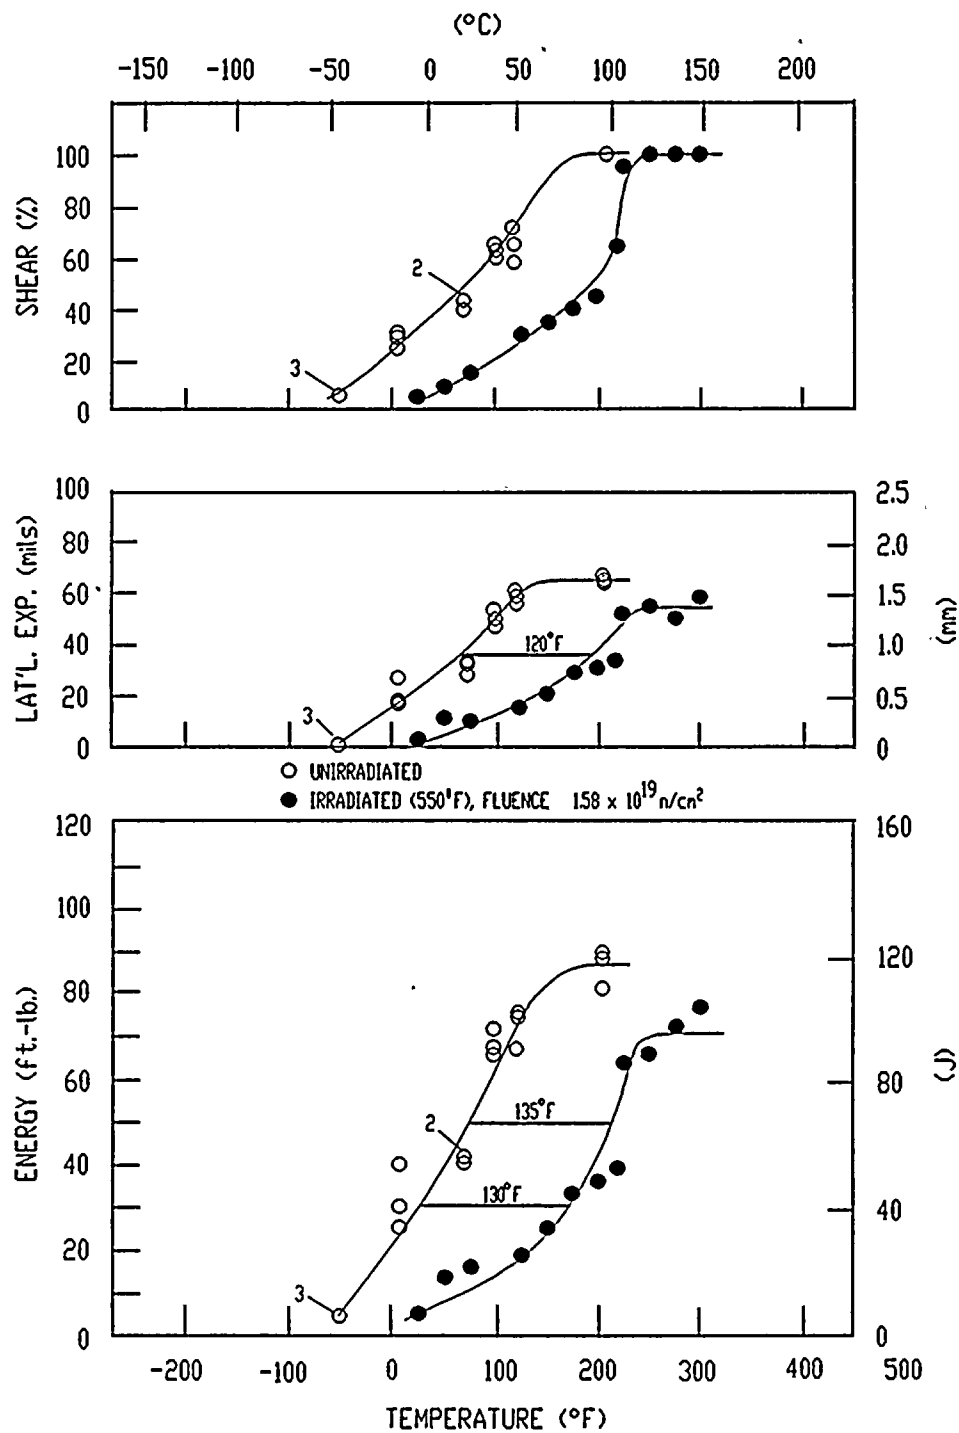 (°C)
-150 -100 -50 0 50 100 150 200
SHEAR (%)
100
80
60
40
20
0
2
3
LAT'L. EXP. (mils)
100
80
60
40
20
0
2.5
2.0
1.5
1.0
0.5
0
(mm)
120°F
3
○ UNIRRADIATED
● IRRADIATED (550°F), FLUENCE 1.58 x 10¹⁹ n/cm²
ENERGY (ft.-lb.)
120
100
80
60
40
20
0
160
120
80
40
0
(J)
135°F
2
130°F
3
-200 -100 0 100 200 300 400 500
TEMPERATURE (°F)